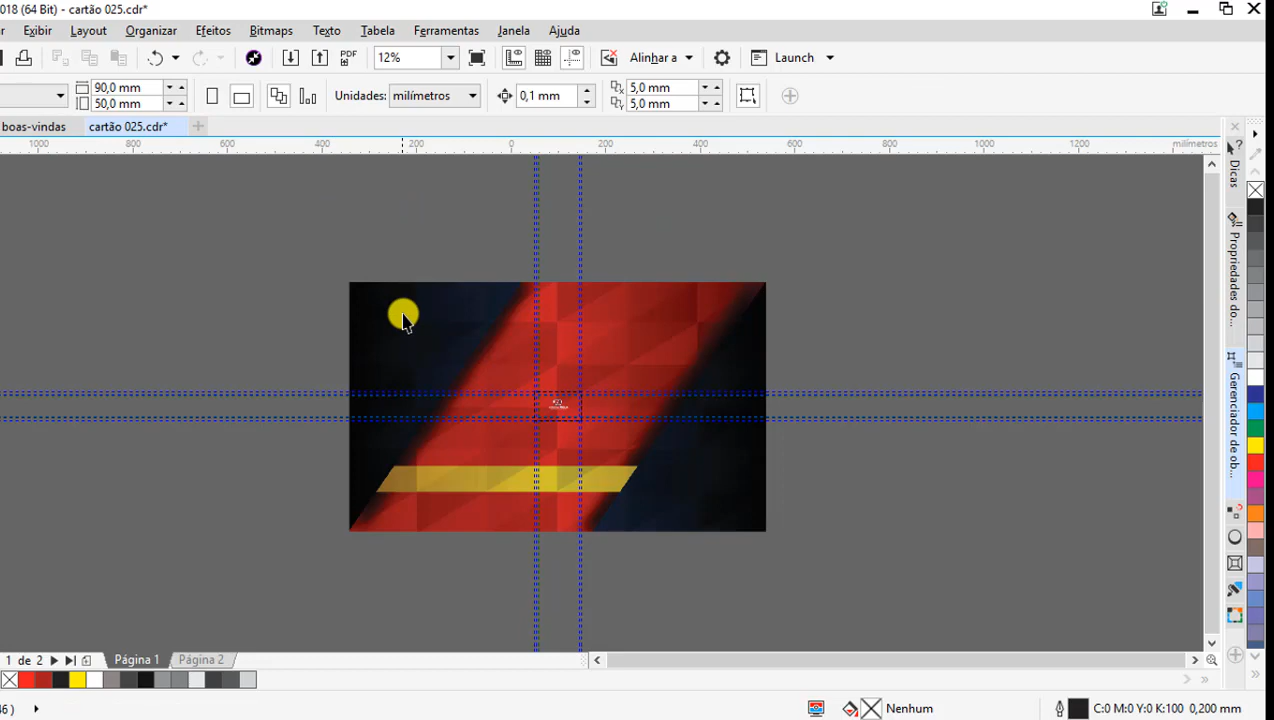 018 (64 Bit) - cartão 025.cdr*
ar Exibir Layout Organizar Efeitos Bitmaps Texto Tabela Ferramentas Janela Ajuda
PDF 12% Alinhar a Launch
90,0 mm
50,0 mm
Unidades: milímetros 0,1 mm
5,0 mm
5,0 mm
boas-vindas cartão 025.cdr*
1000 800 600 400 200 0 200 400 600 800 1000 1200 milímetros
Dicas
Propriedades do...
Gerenciador de ob...
1 de 2 Página 1 Página 2
46 ) Nenhum C:0 M:0 Y:0 K:100 0,200 mm